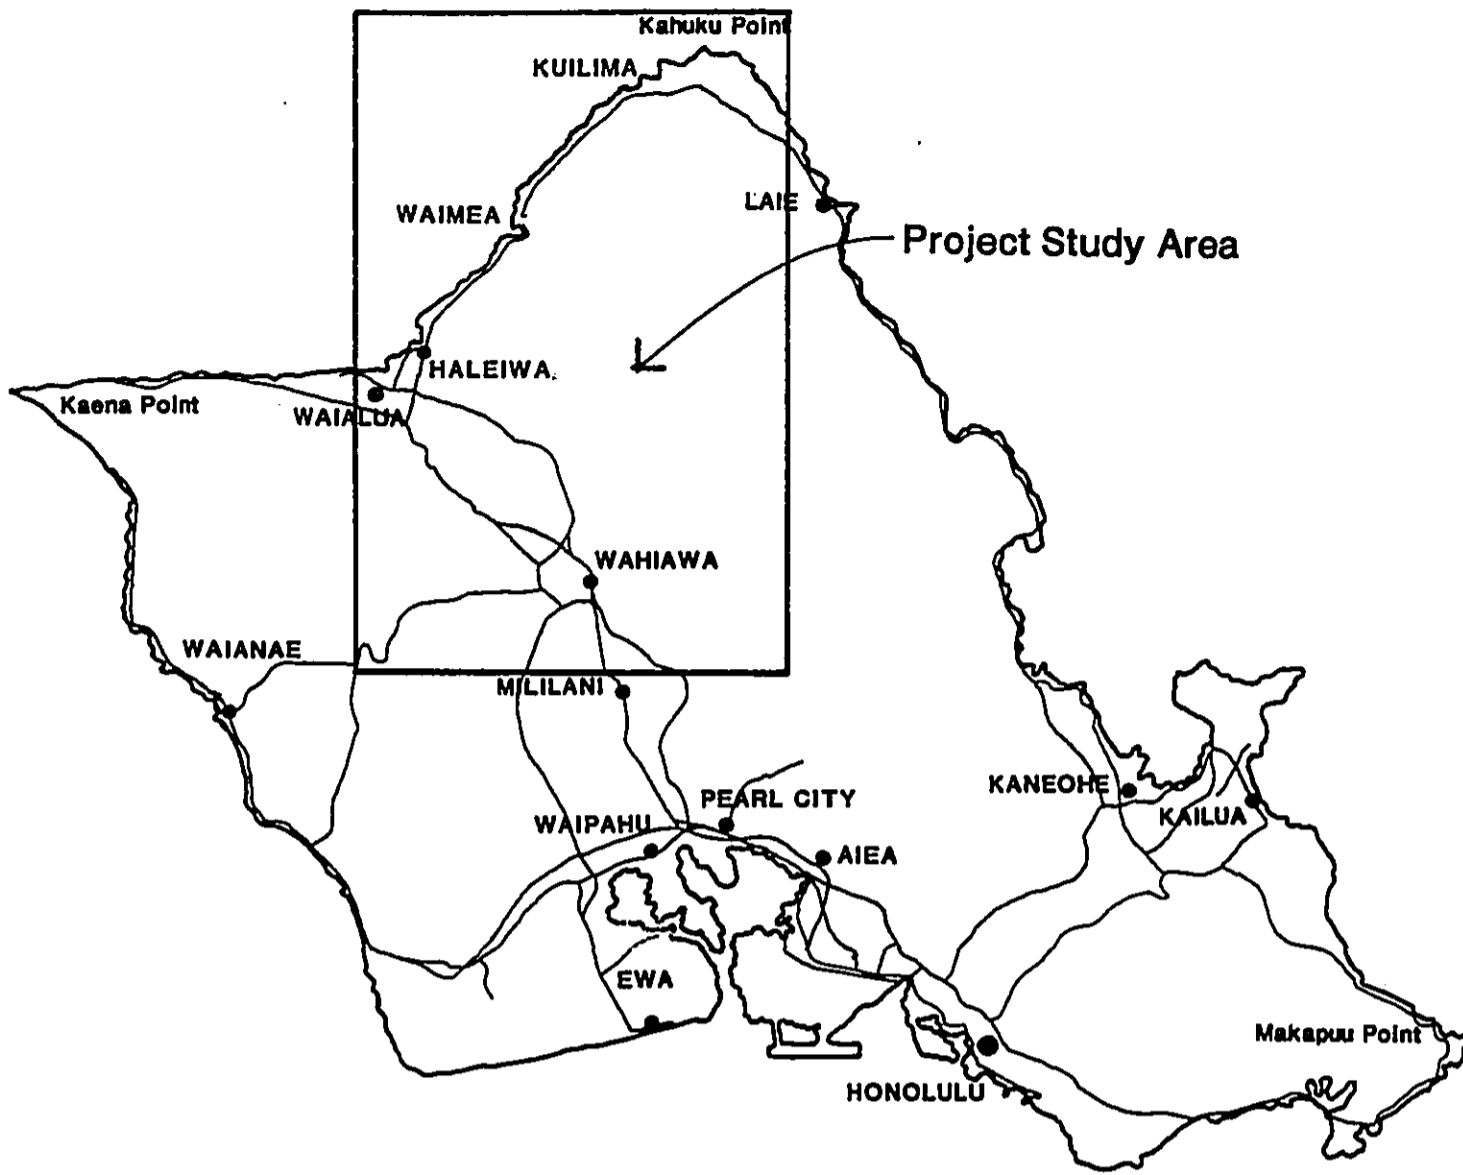 Kahuku Point
KUILIMA
LAIE
WAIMEA
Project Study Area
HALEIWA
Kaena Point
WAIALUA
WAHIAWA
WAIANAE
MILILANI
KANEOHE
PEARL CITY
KAILUA
WAIPAHU
AIEA
EWA
Makapuu Point
HONOLULU